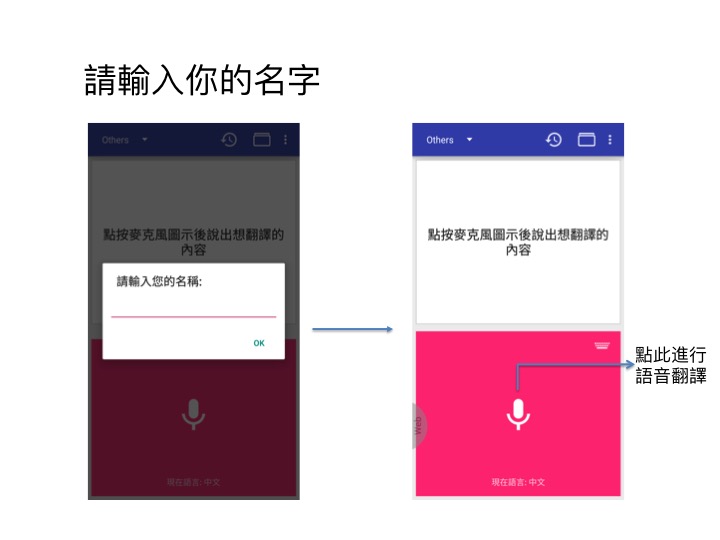 請輸入你的名字
Others
點按麥克風圖示後說出想翻譯的
內容
請輸入您的名稱:
OK
現在語言: 中文
Others
點按麥克風圖示後說出想翻譯的
內容
Web
現在語言: 中文
點此進行
語音翻譯